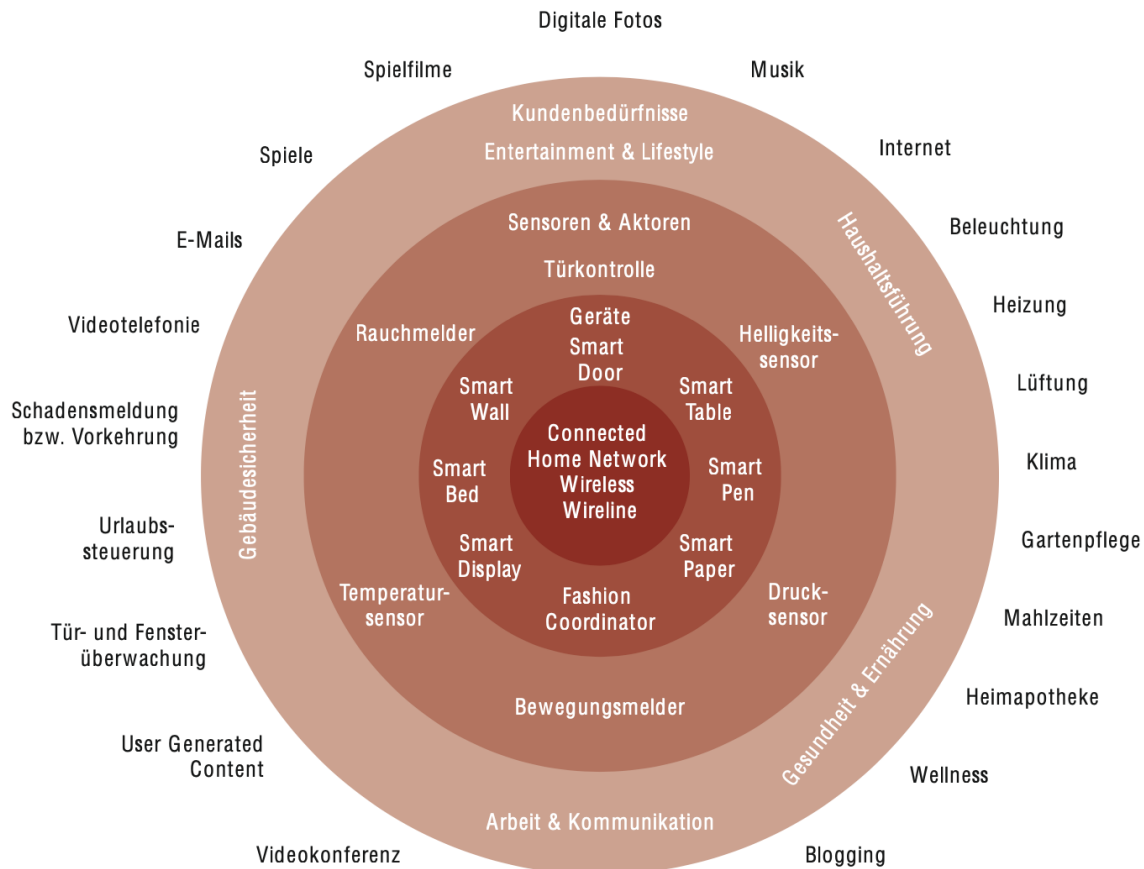 Digitale Fotos
Spielfilme
Musik
Kundenbedürfnisse
Entertainment & Lifestyle
Spiele
Internet
E-Mails
Beleuchtung
Sensoren & Aktoren
Türkontrolle
Haushaltsführung
Videotelefonie
Heizung
Rauchmelder
Geräte
Helligkeits-
sensor
Smart
Door
Smart
Wall
Smart
Table
Lüftung
Schadensmeldung
bzw. Vorkehrung
Gebäudesicherheit
Connected
Home Network
Wireless
Wireline
Smart
Bed
Smart
Pen
Klima
Urlaubs-
steuerung
Smart
Display
Smart
Paper
Gartenpflege
Temperatur-
sensor
Fashion
Coordinator
Druck-
sensor
Mahlzeiten
Tür- und Fenster-
überwachung
Gesundheit & Ernährung
Heimapotheke
Bewegungsmelder
User Generated
Content
Wellness
Arbeit & Kommunikation
Videokonferenz
Blogging